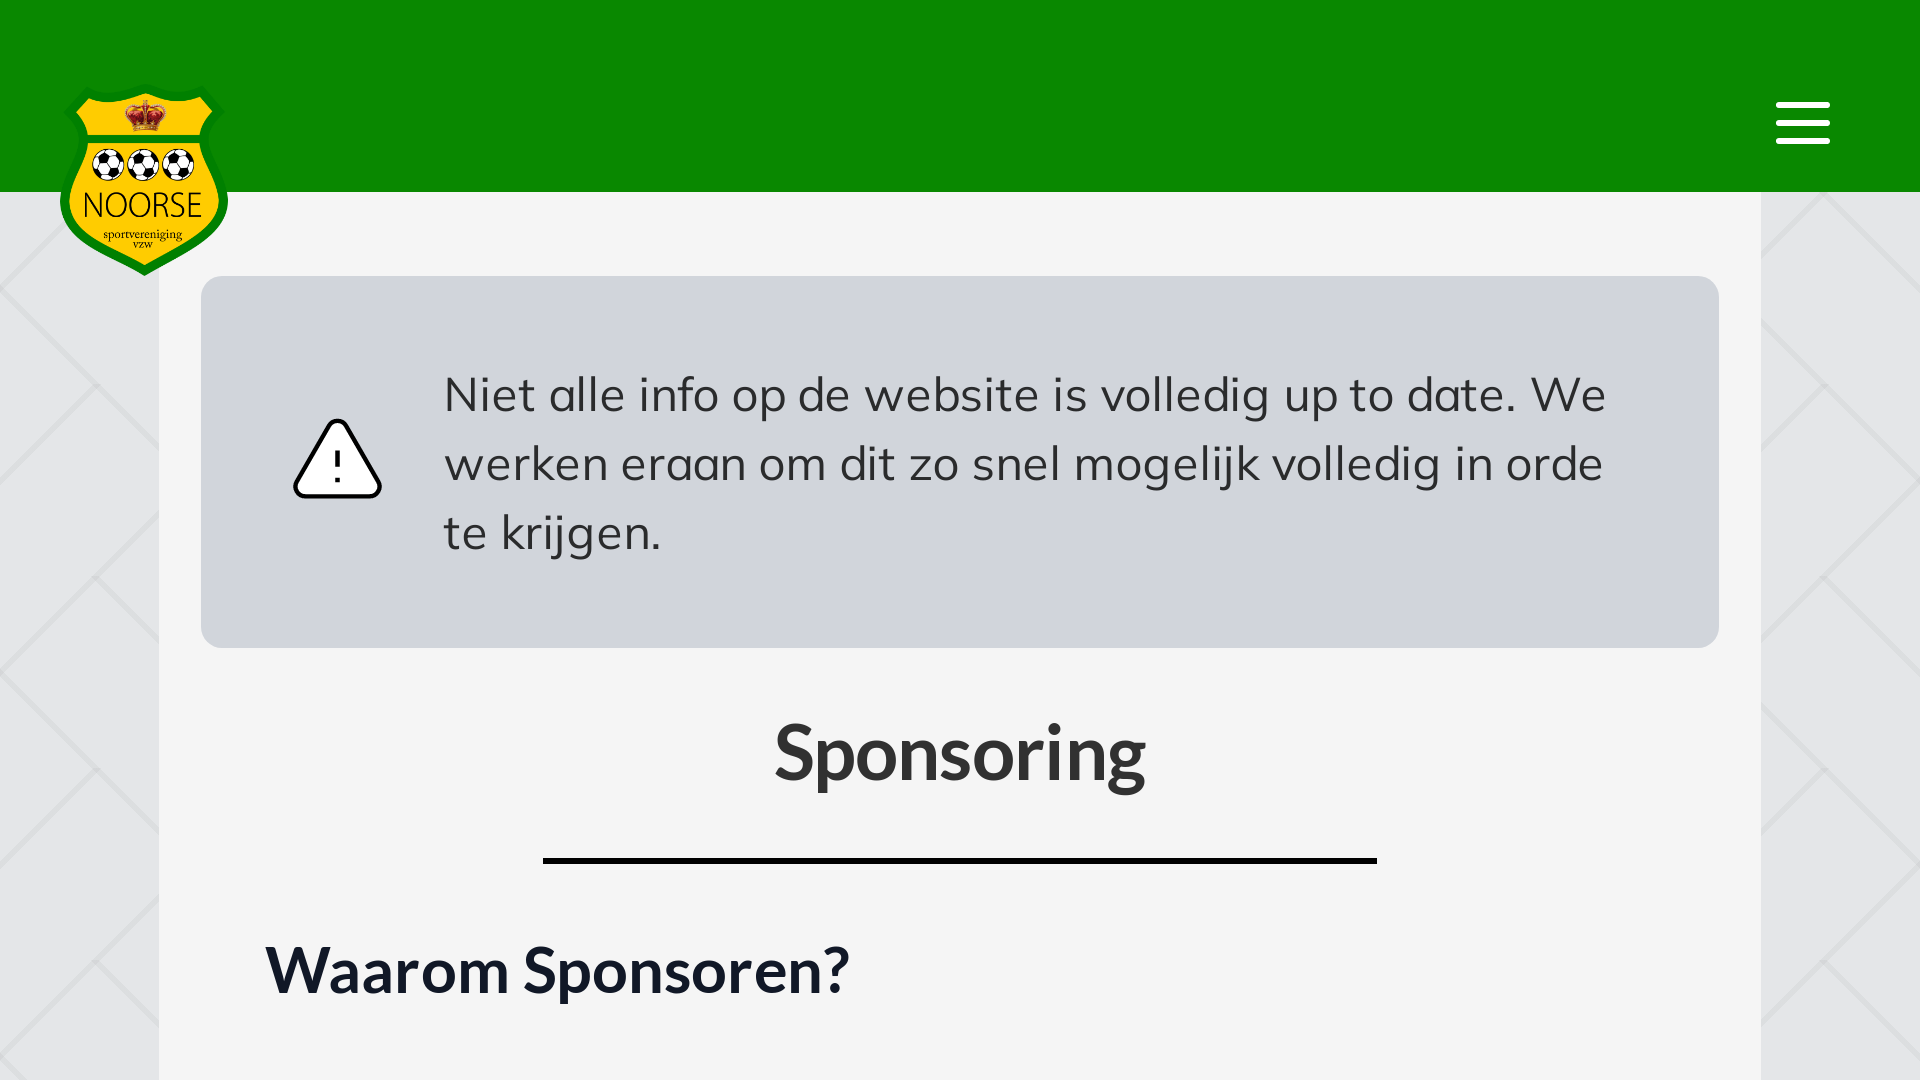 NOORSE
sportvereniging
vzw
Niet alle info op de website is volledig up to date. We
werken eraan om dit zo snel mogelijk volledig in orde
te krijgen.
Sponsoring
Waarom Sponsoren?